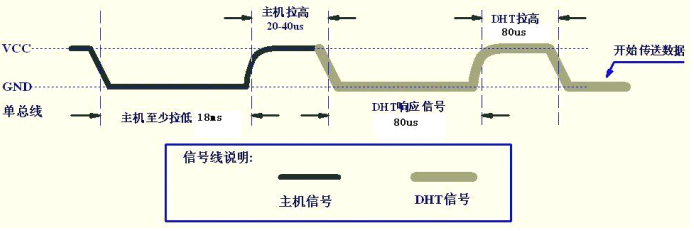 主机拉高
20-40us
DHT拉高
80us
VCC
开始传送数据
GND
单总线
主机至少拉低 18ms
DHT响应信号
80us
信号线说明:
主机信号
DHT信号